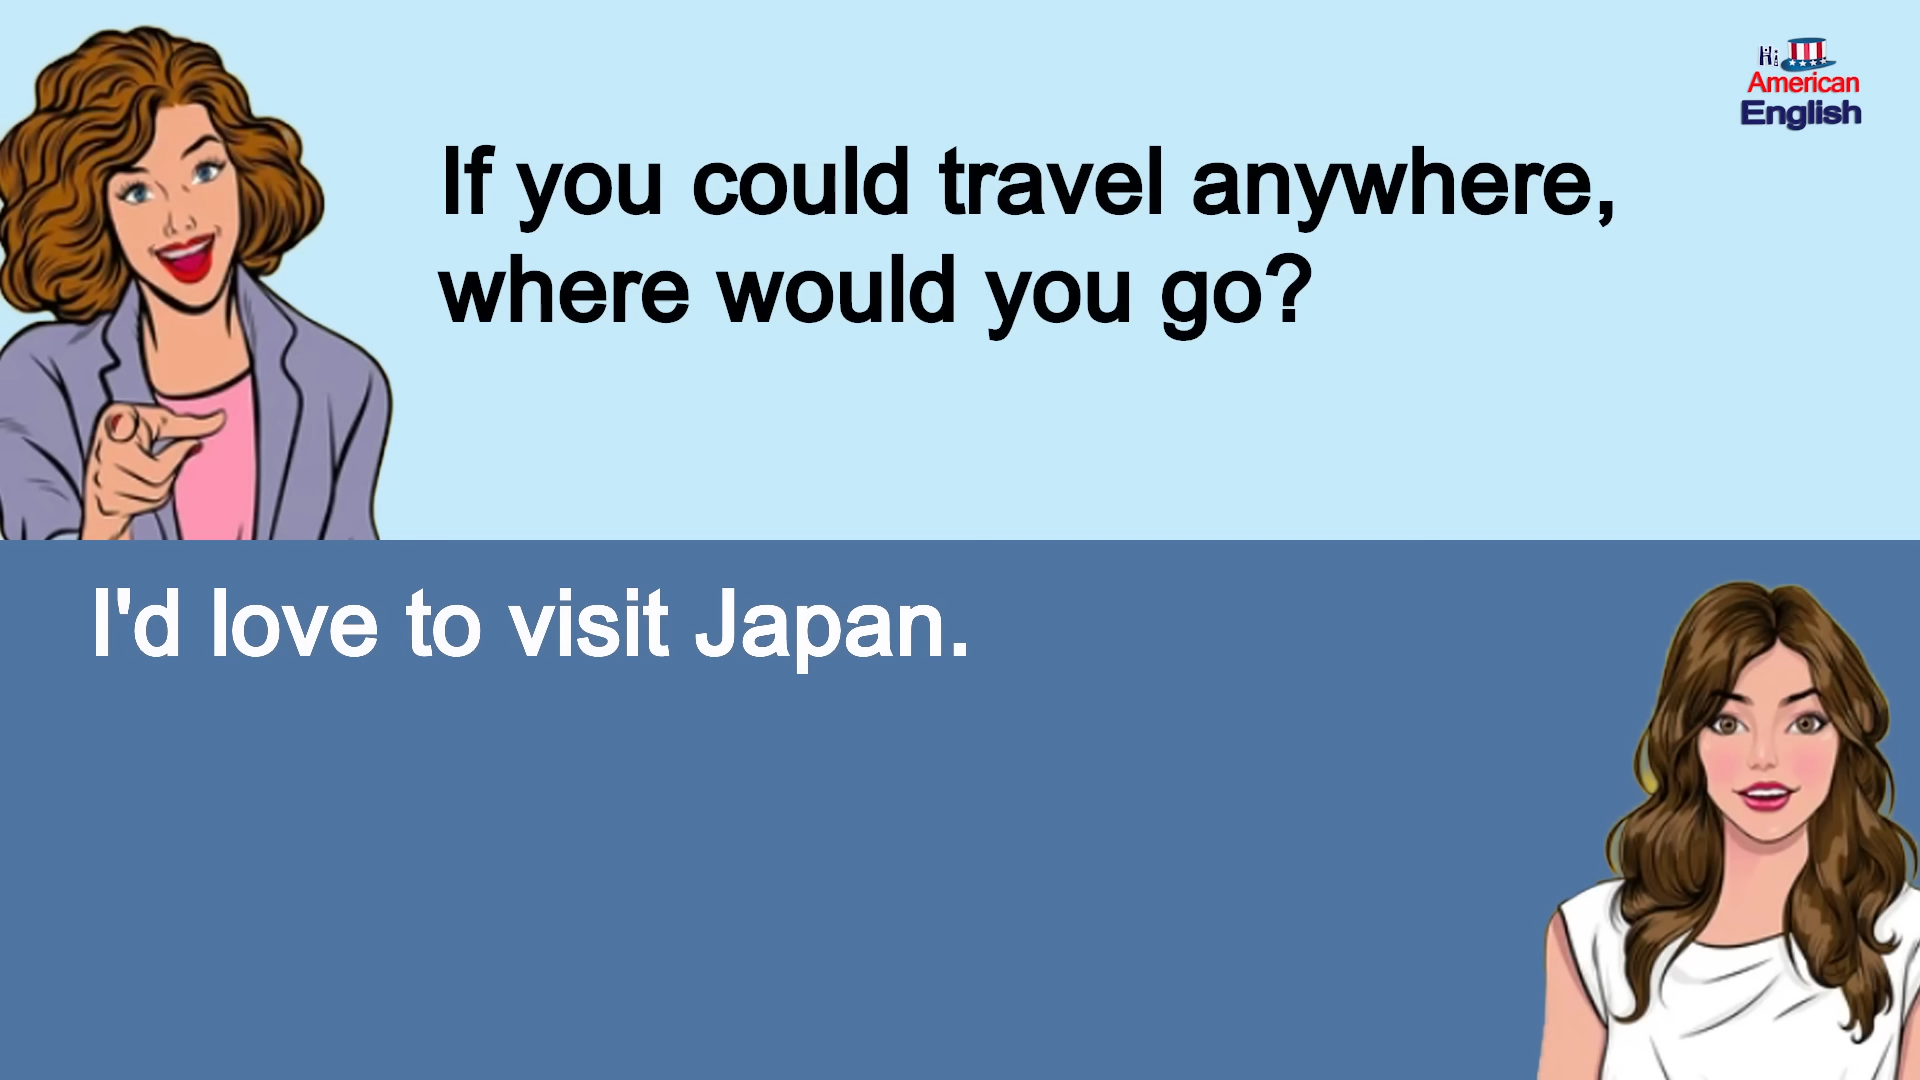 Hi
American
English
If you could travel anywhere,
where would you go?
I'd love to visit Japan.